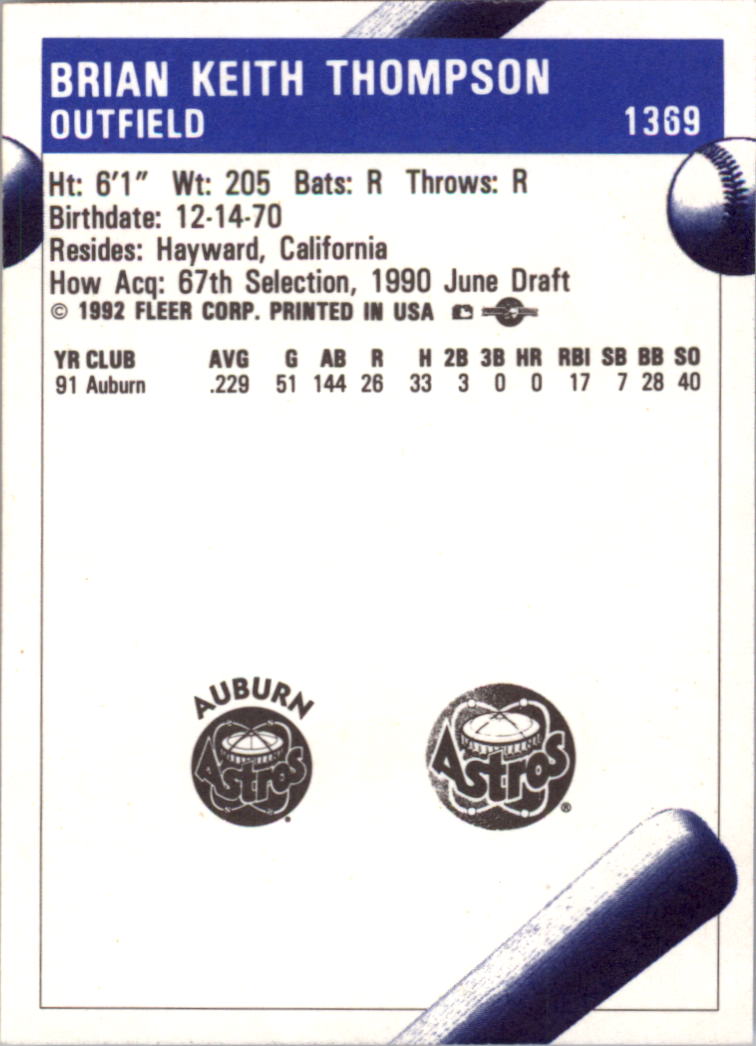 BRIAN KEITH THOMPSON
OUTFIELD 1369
Ht: 6'1" Wt: 205 Bats: R Throws: R
Birthdate: 12-14-70
Resides: Hayward, California
How Acq: 67th Selection, 1990 June Draft
© 1992 FLEER CORP. PRINTED IN USA
YR CLUB AVG G AB R H 2B 3B HR RBI SB BB SO
91 Auburn .229 51 144 26 33 3 0 0 17 7 28 40
AUBURN
Astros
Astros ®